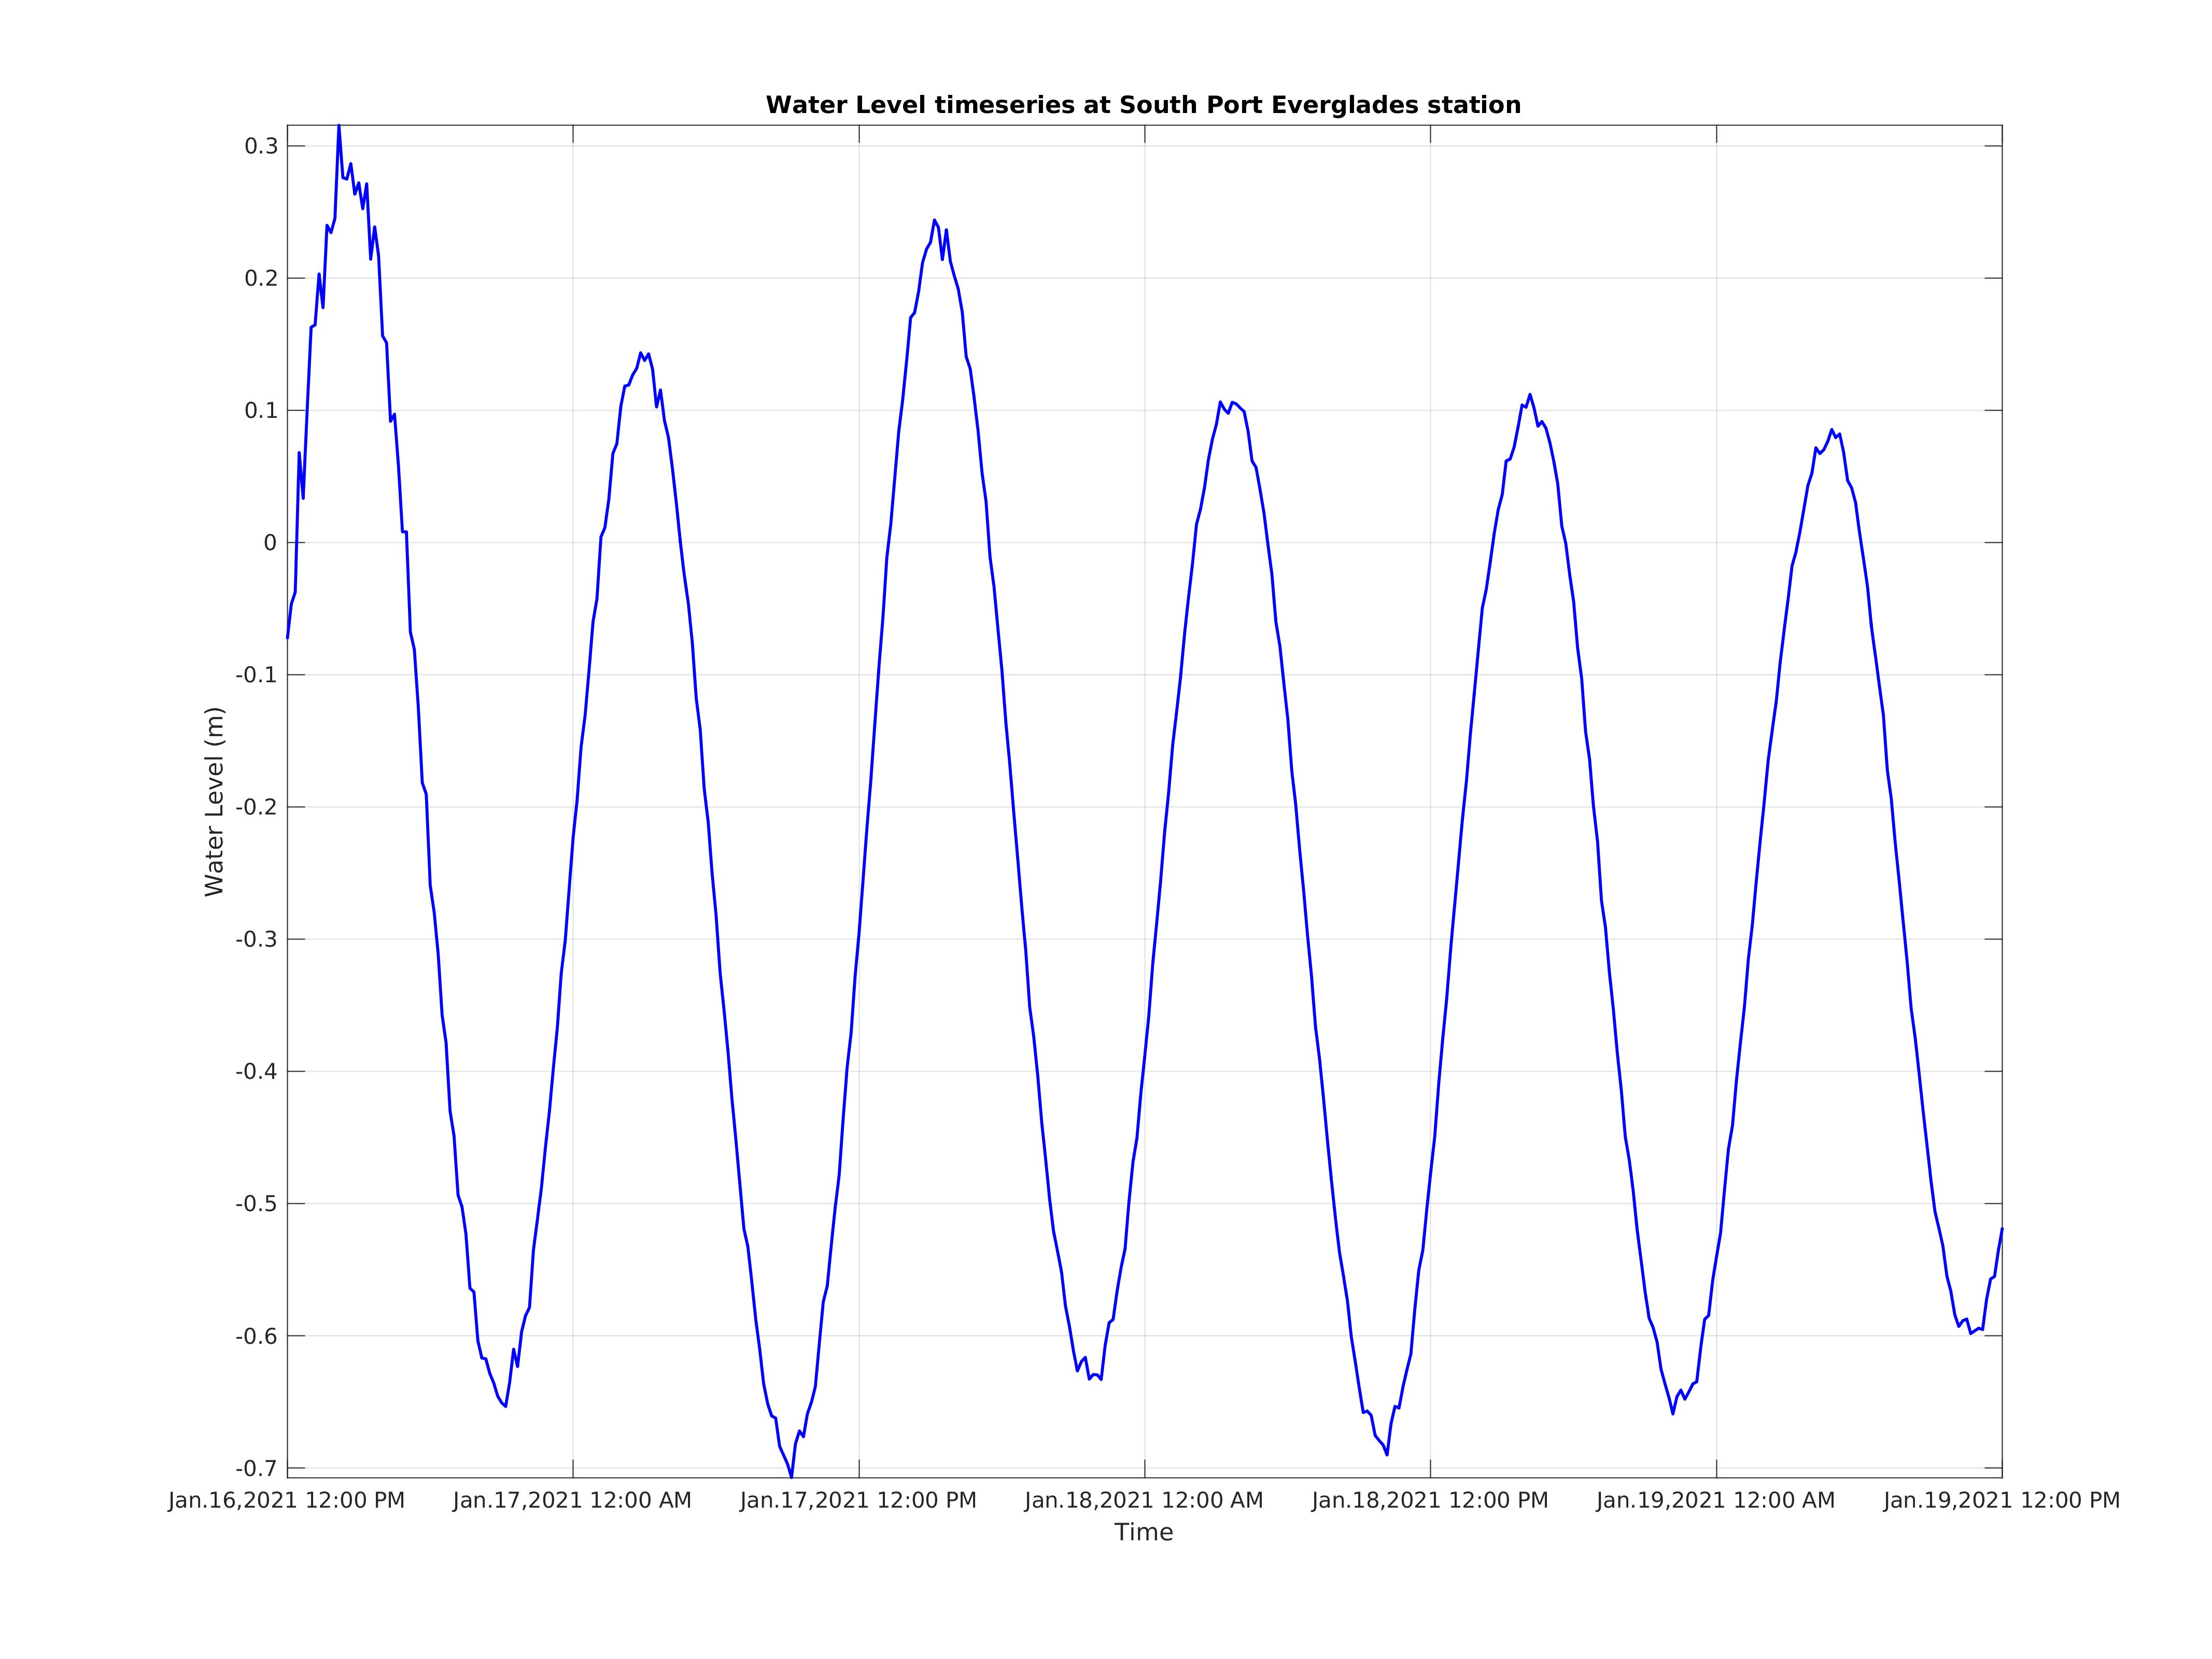 Water Level timeseries at South Port Everglades station
0.3
0.2
0.1
0
-0.1
-0.2
-0.3
-0.4
-0.5
-0.6
-0.7
Water Level (m)
Jan.16,2021 12:00 PM
Jan.17,2021 12:00 AM
Jan.17,2021 12:00 PM
Jan.18,2021 12:00 AM
Jan.18,2021 12:00 PM
Jan.19,2021 12:00 AM
Jan.19,2021 12:00 PM
Time